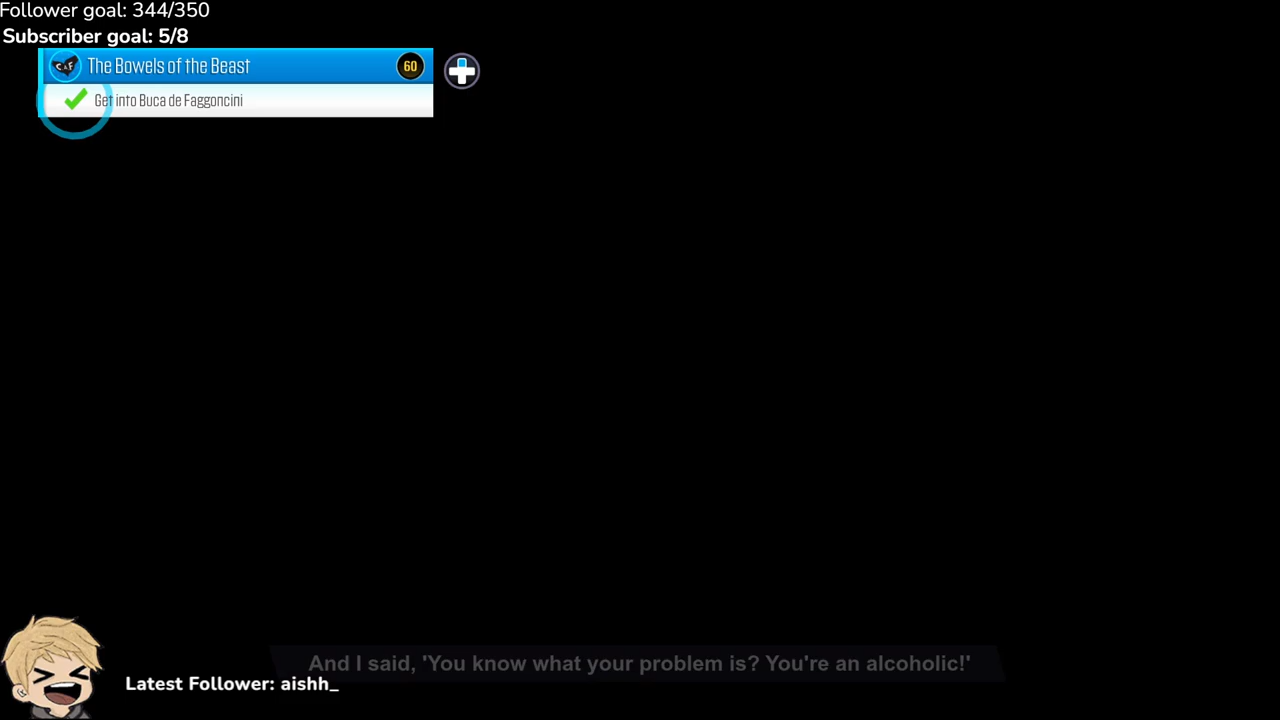 Follower goal: 344/350
Subscriber goal: 5/8
CAF
The Bowels of the Beast
60
Get into Buca de Faggoncini
And I said, 'You know what your problem is? You're an alcoholic!'
Latest Follower: aishh_